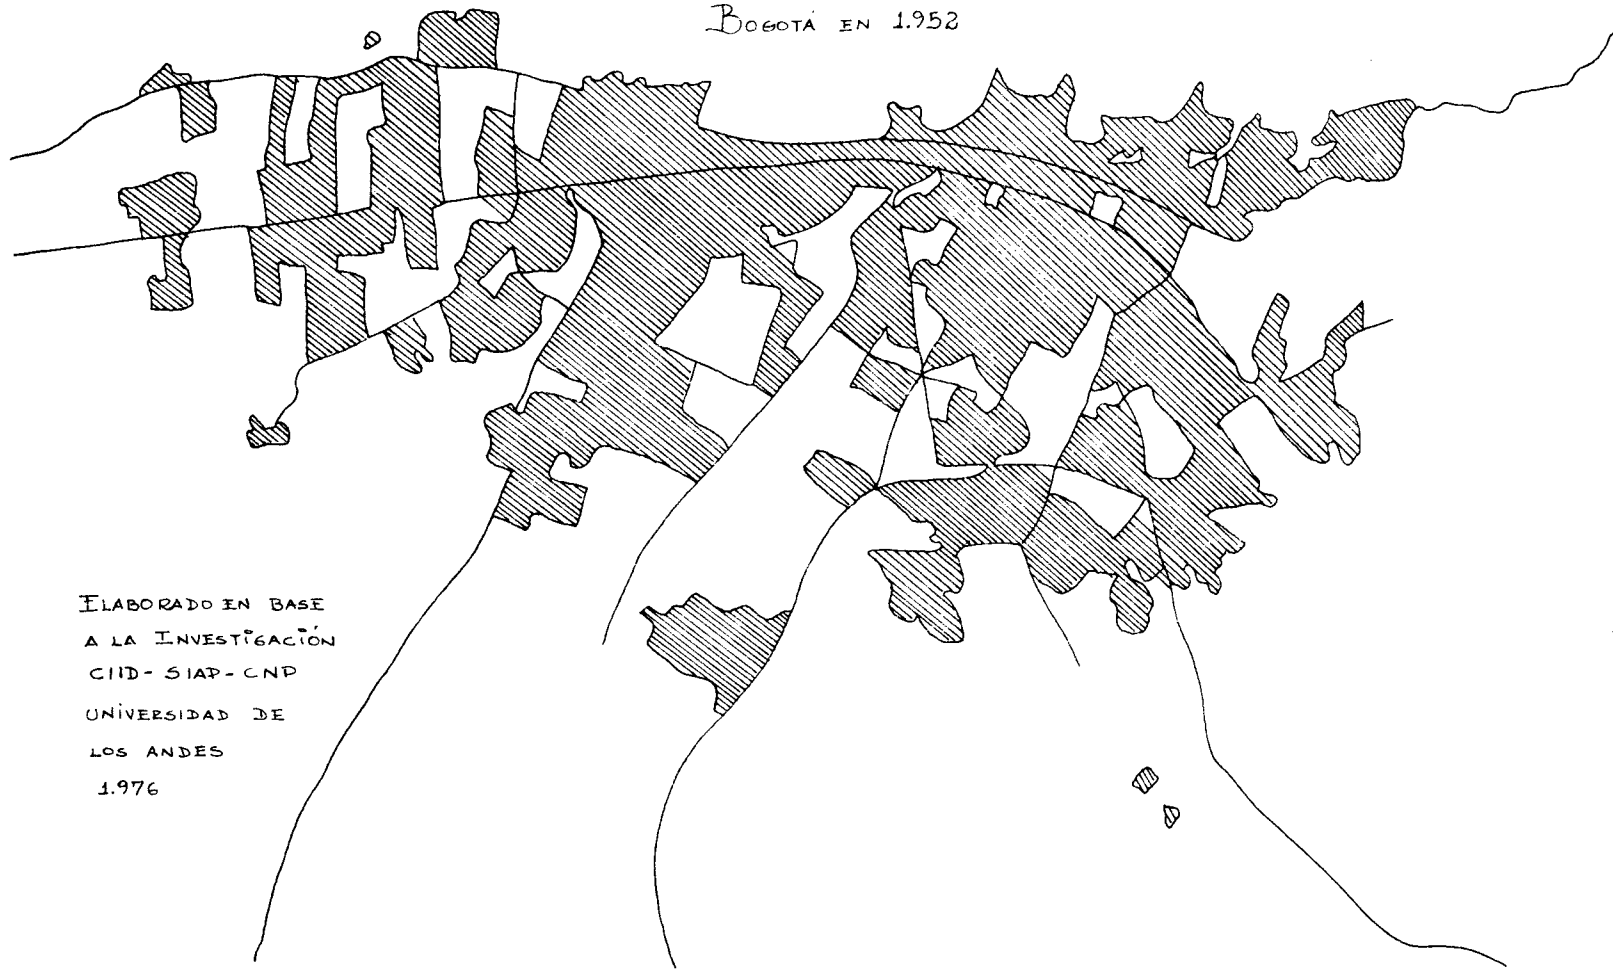 BOGOTÁ EN 1.952
ELABORADO EN BASE
A LA INVESTIGACIÓN
CIID-SIAP-CNP
UNIVERSIDAD DE
LOS ANDES
1.976